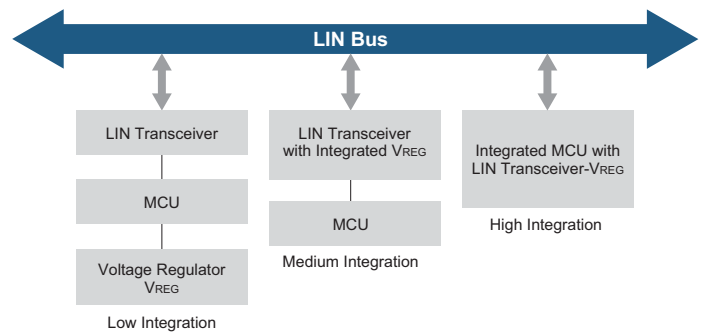 LIN Bus
LIN Transceiver
MCU
Voltage Regulator
VREG
Low Integration
LIN Transceiver
with Integrated VREG
MCU
Medium Integration
Integrated MCU with
LIN Transceiver-VREG
High Integration